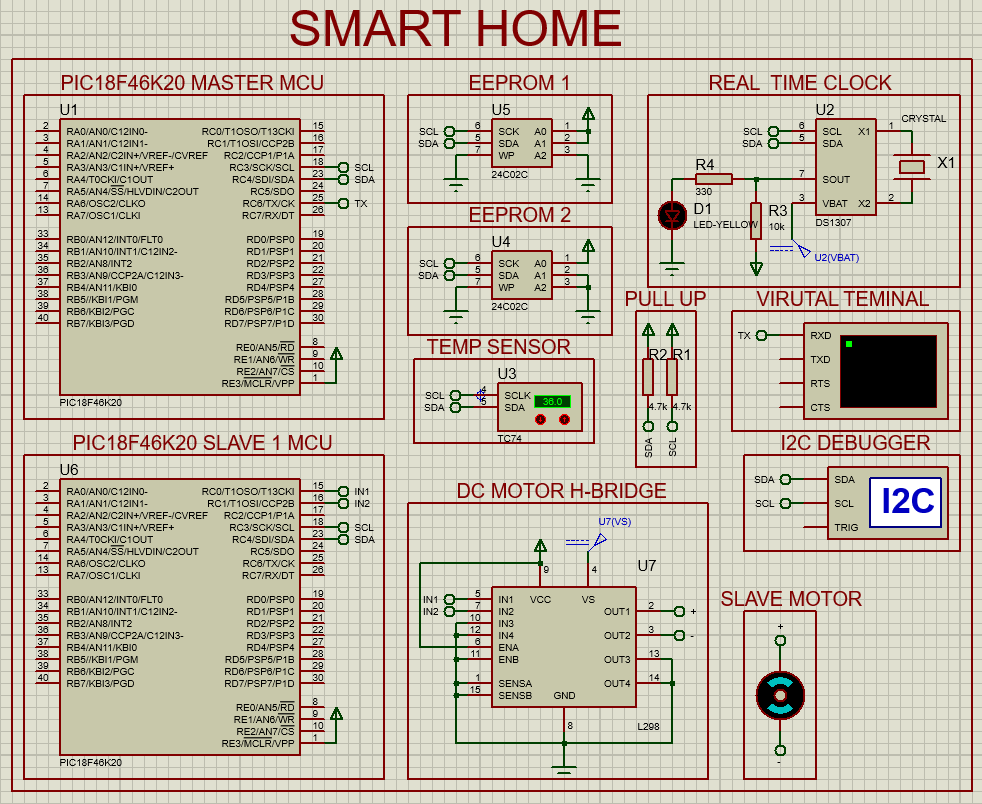 SMART HOME
PIC18F46K20 MASTER MCU
U1
2 RA0/AN0/C12IN0- RC0/T1OSO/T13CKI 15
3 RA1/AN1/C12IN1- RC1/T1OSI/CCP2B 16
4 RA2/AN2/C2IN+/VREF-/CVREF RC2/CCP1/P1A 17
5 RA3/AN3/C1IN+/VREF+ RC3/SCK/SCL 18 SCL
6 RA4/T0CKI/C1OUT RC4/SDI/SDA 23 SDA
7 RA5/AN4/SS/HLVDIN/C2OUT RC5/SDO 24
14 RA6/OSC2/CLKO RC6/TX/CK 25 TX
13 RA7/OSC1/CLKI RC7/RX/DT 26
33 RB0/AN12/INT0/FLT0 RD0/PSP0 19
34 RB1/AN10/INT1/C12IN2- RD1/PSP1 20
35 RB2/AN8/INT2 RD2/PSP2 21
36 RB3/AN9/CCP2A/C12IN3- RD3/PSP3 22
37 RB4/AN11/KBI0 RD4/PSP4 27
38 RB5//KBI1/PGM RD5/PSP5/P1B 28
39 RB6/KBI2/PGC RD6/PSP6/P1C 29
40 RB7/KBI3/PGD RD7/PSP7/P1D 30
RE0/AN5/RD 8
RE1/AN6/WR 9
RE2/AN7/CS 10
RE3/MCLR/VPP 1
PIC18F46K20
EEPROM 1
U5
SCL 6 SCK A0 1
SDA 5 SDA A1 2
7 WP A2 3
24C02C
EEPROM 2
U4
SCL 6 SCK A0 1
SDA 5 SDA A1 2
7 WP A2 3
24C02C
REAL TIME CLOCK
U2
CRYSTAL
SCL 6 SCL X1 1
SDA 5 SDA
X1
R4
330
7 SOUT
D1
LED-YELLOW
R3
10k
3 VBAT X2 2
DS1307
U2(VBAT)
TEMP SENSOR
U3
SCL 4 SCLK 36.0
SDA 5 SDA
TC74
PULL UP
R2 R1
4.7k 4.7k
SDA SCL
VIRUTAL TEMINAL
TX RXD
TXD
RTS
CTS
I2C DEBUGGER
SDA SDA
SCL SCL
TRIG
I2C
PIC18F46K20 SLAVE 1 MCU
U6
2 RA0/AN0/C12IN0- RC0/T1OSO/T13CKI 15 IN1
3 RA1/AN1/C12IN1- RC1/T1OSI/CCP2B 16 IN2
4 RA2/AN2/C2IN+/VREF-/CVREF RC2/CCP1/P1A 17
5 RA3/AN3/C1IN+/VREF+ RC3/SCK/SCL 18 SCL
6 RA4/T0CKI/C1OUT RC4/SDI/SDA 23 SDA
7 RA5/AN4/SS/HLVDIN/C2OUT RC5/SDO 24
14 RA6/OSC2/CLKO RC6/TX/CK 25
13 RA7/OSC1/CLKI RC7/RX/DT 26
33 RB0/AN12/INT0/FLT0 RD0/PSP0 19
34 RB1/AN10/INT1/C12IN2- RD1/PSP1 20
35 RB2/AN8/INT2 RD2/PSP2 21
36 RB3/AN9/CCP2A/C12IN3- RD3/PSP3 22
37 RB4/AN11/KBI0 RD4/PSP4 27
38 RB5//KBI1/PGM RD5/PSP5/P1B 28
39 RB6/KBI2/PGC RD6/PSP6/P1C 29
40 RB7/KBI3/PGD RD7/PSP7/P1D 30
RE0/AN5/RD 8
RE1/AN6/WR 9
RE2/AN7/CS 10
RE3/MCLR/VPP 1
PIC18F46K20
DC MOTOR H-BRIDGE
U7(VS)
U7
9 4
VCC VS
IN1 5 IN1 OUT1 2 +
IN2 7 IN2
10 IN3
12 IN4 OUT2 3 -
6 ENA
11 ENB OUT3 13
1 SENSA OUT4 14
15 SENSB GND
8
L298
SLAVE MOTOR
+
-